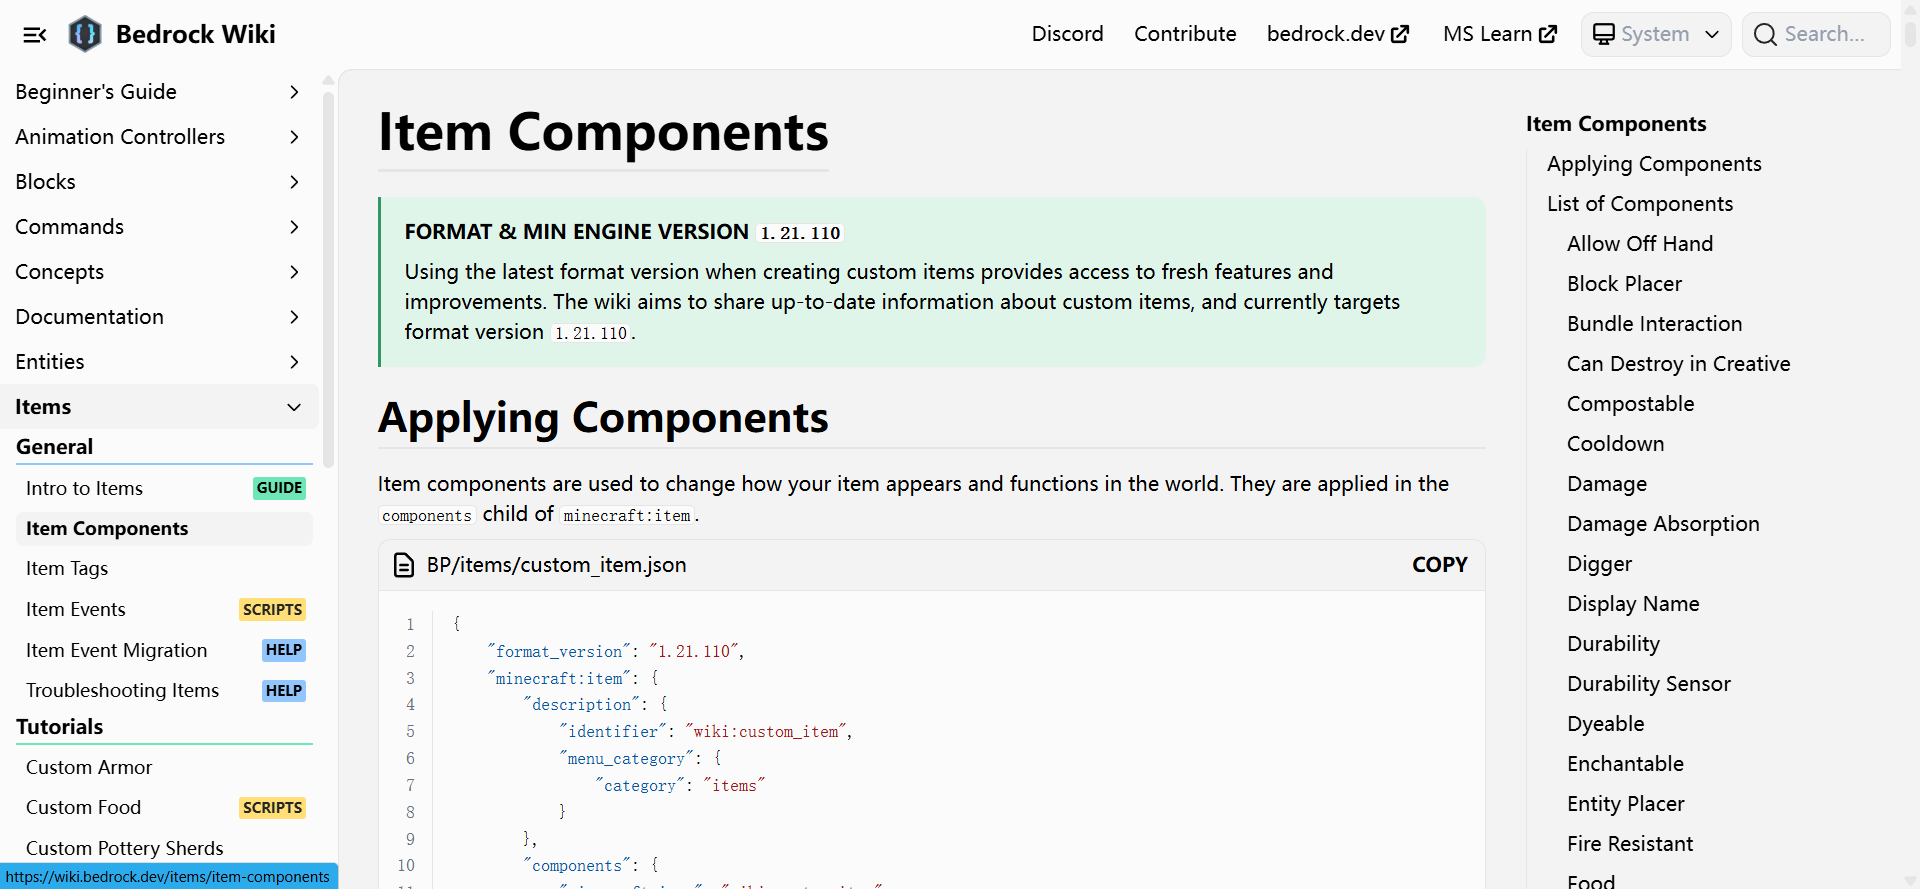 Bedrock Wiki
Discord
Contribute
bedrock.dev
MS Learn
System
Search...
Beginner's Guide
Animation Controllers
Blocks
Commands
Concepts
Documentation
Entities
Items
General
Intro to Items GUIDE
Item Components
Item Tags
Item Events SCRIPTS
Item Event Migration HELP
Troubleshooting Items HELP
Tutorials
Custom Armor
Custom Food SCRIPTS
Custom Pottery Sherds
https://wiki.bedrock.dev/items/item-components
Item Components
FORMAT & MIN ENGINE VERSION 1.21.110
Using the latest format version when creating custom items provides access to fresh features and
improvements. The wiki aims to share up-to-date information about custom items, and currently targets
format version 1.21.110.
Applying Components
Item components are used to change how your item appears and functions in the world. They are applied in the
components child of minecraft:item.
BP/items/custom_item.json COPY
1 {
2 "format_version": "1.21.110",
3 "minecraft:item": {
4 "description": {
5 "identifier": "wiki:custom_item",
6 "menu_category": {
7 "category": "items"
8 }
9 },
10 "components": {
Item Components
Applying Components
List of Components
Allow Off Hand
Block Placer
Bundle Interaction
Can Destroy in Creative
Compostable
Cooldown
Damage
Damage Absorption
Digger
Display Name
Durability
Durability Sensor
Dyeable
Enchantable
Entity Placer
Fire Resistant
Food